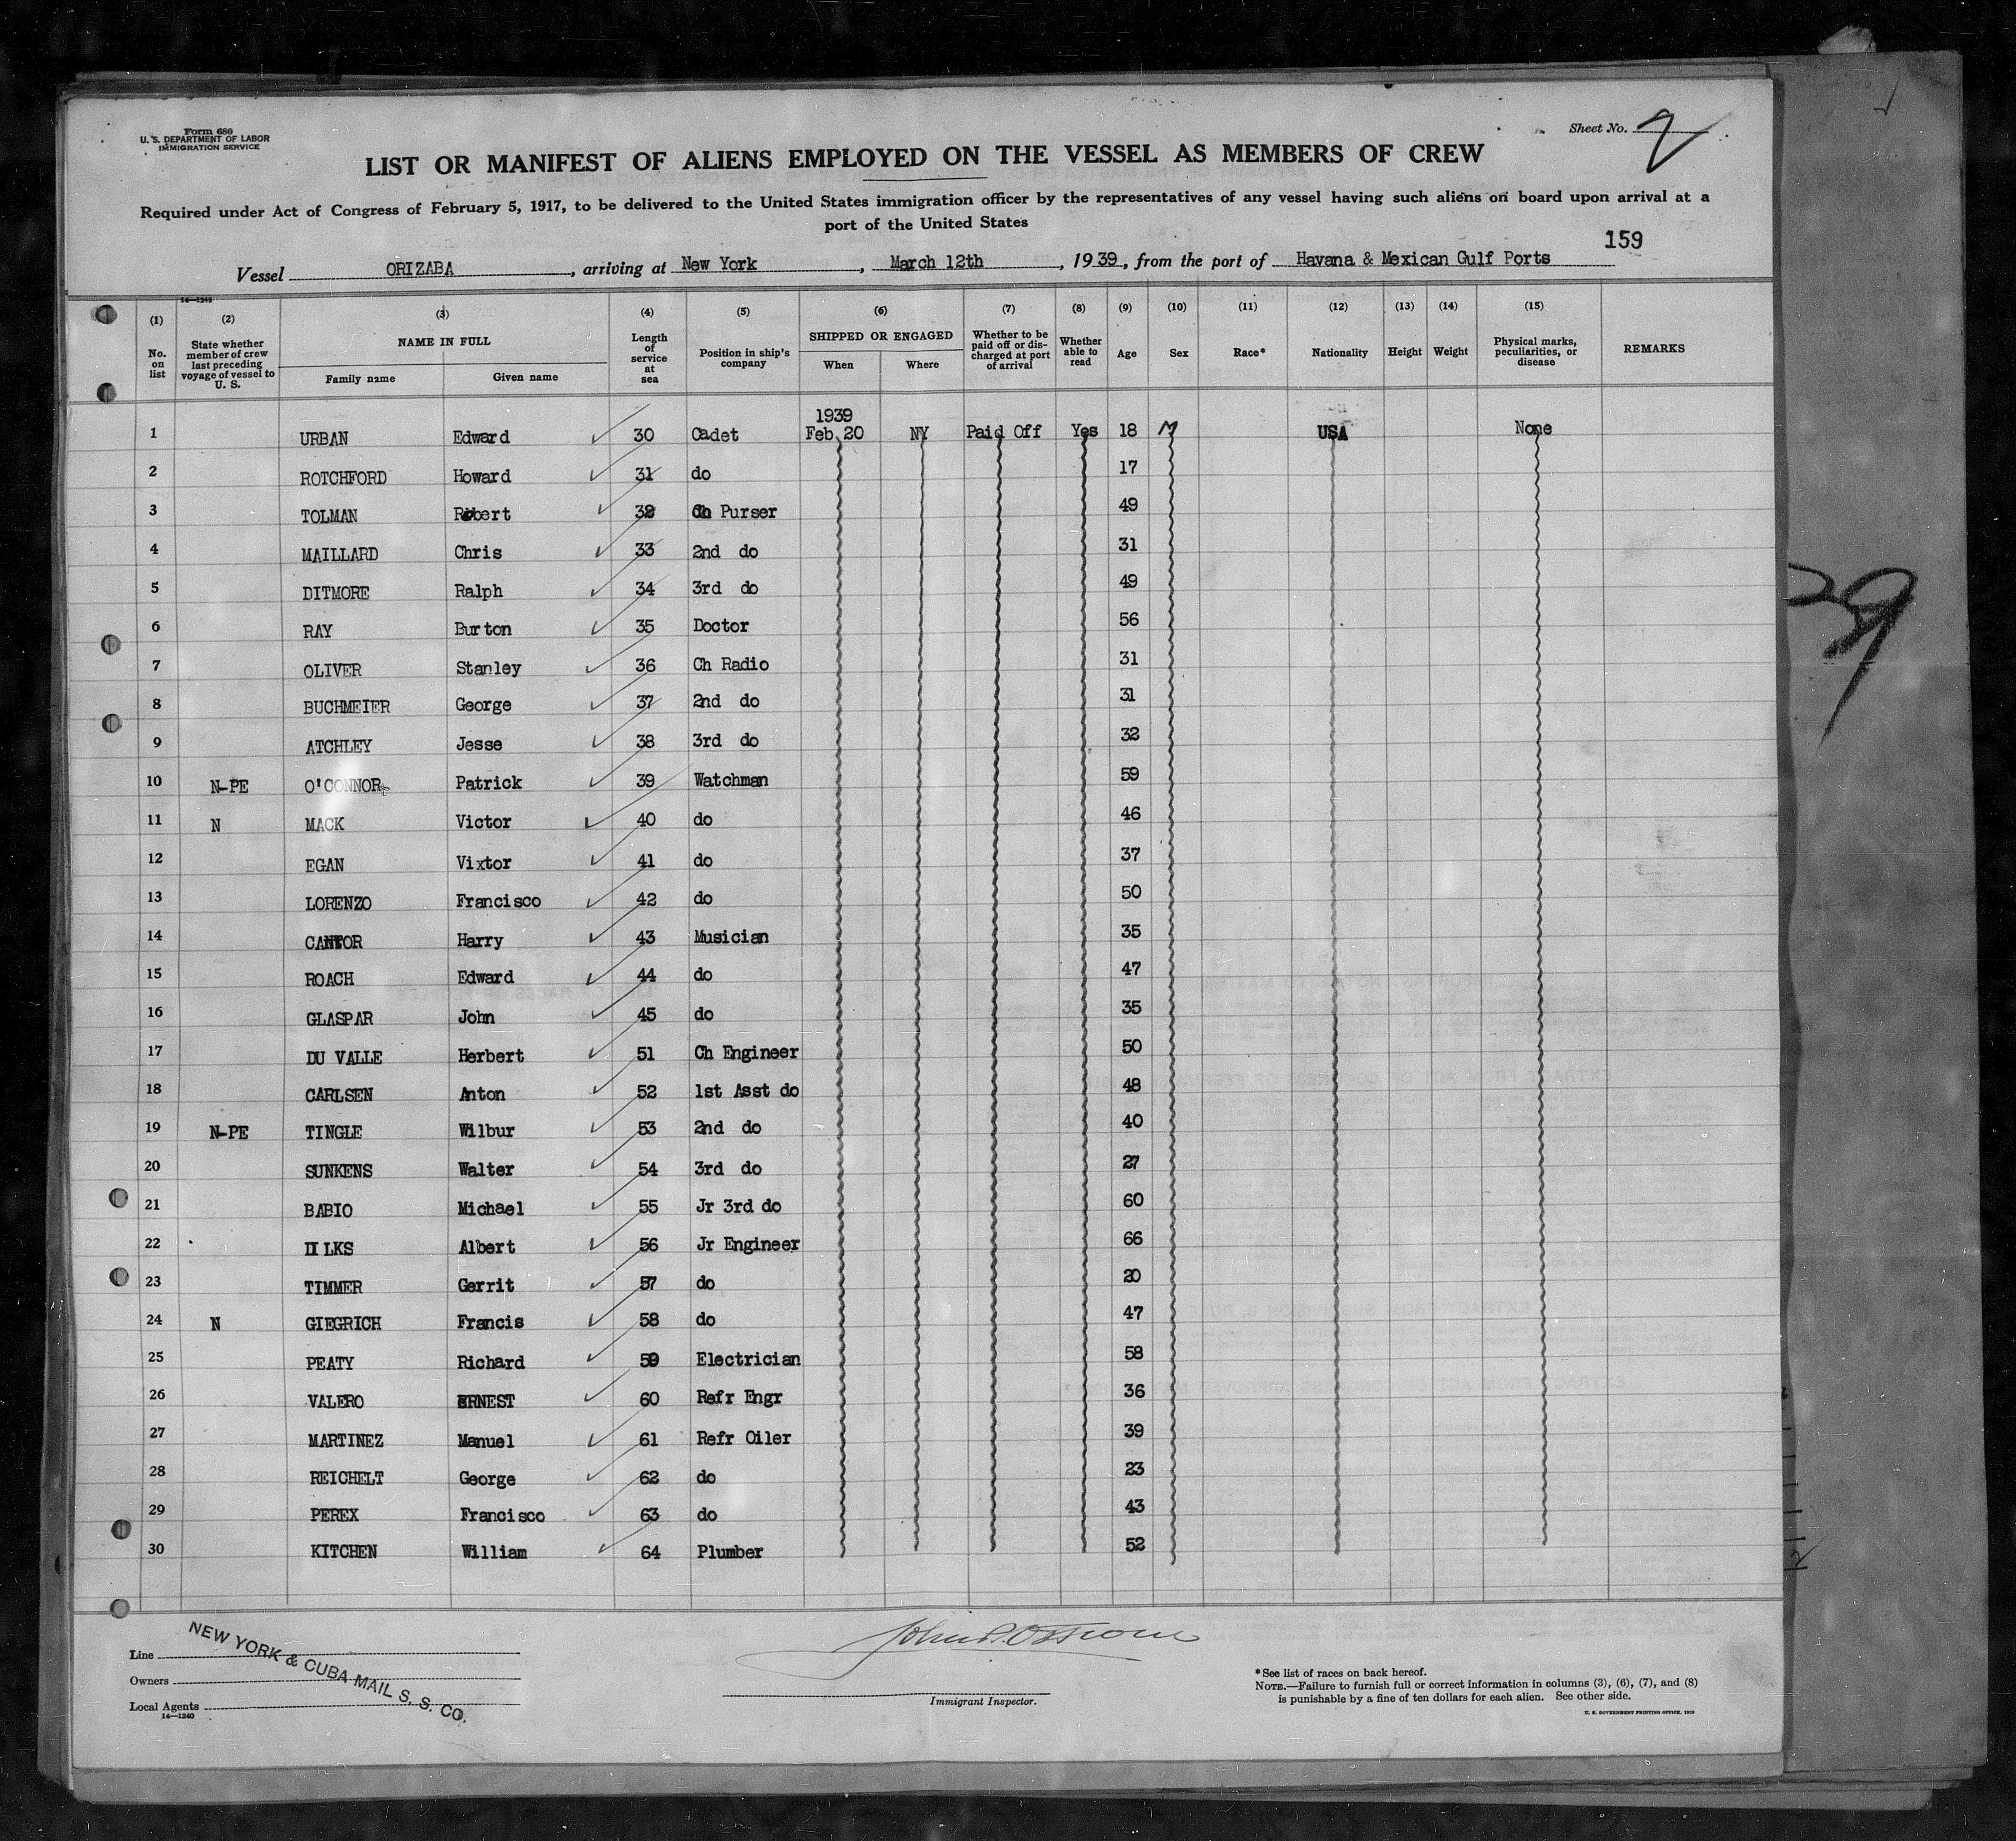 Form 680
U. S. DEPARTMENT OF LABOR
IMMIGRATION SERVICE
Sheet No. 2
LIST OR MANIFEST OF ALIENS EMPLOYED ON THE VESSEL AS MEMBERS OF CREW
Required under Act of Congress of February 5, 1917, to be delivered to the United States immigration officer by the representatives of any vessel having such aliens on board upon arrival at a
port of the United States
159
Vessel ORIZABA, arriving at New York, March 12th, 1939, from the port of Havana & Mexican Gulf Ports
14—1240
(1) (2) (3) (4) (5) (6) (7) (8) (9) (10) (11) (12) (13) (14) (15)
No. on list State whether member of crew last preceding voyage of vessel to U. S. NAME IN FULL Family name Given name Length of service at sea Position in ship's company SHIPPED OR ENGAGED When Where Whether to be paid off or discharged at port of arrival Whether able to read Age Sex Race* Nationality Height Weight Physical marks, peculiarities, or disease REMARKS
1939
1 URBAN Edward 30 Cadet Feb 20 NY Paid Off Yes 18 M USA None
2 ROTCHFORD Howard 31 do 17
3 TOLMAN Robert 32 Ch Purser 49
4 MAILLARD Chris 33 2nd do 31
5 DITMORE Ralph 34 3rd do 49
6 RAY Burton 35 Doctor 56
7 OLIVER Stanley 36 Ch Radio 31
8 BUCHMEIER George 37 2nd do 31
9 ATCHLEY Jesse 38 3rd do 32
10 N-PE O'CONNOR Patrick 39 Watchman 59
11 N MACK Victor 40 do 46
12 EGAN Vixtor 41 do 37
13 LORENZO Francisco 42 do 50
14 CANTOR Harry 43 Musician 35
15 ROACH Edward 44 do 47
16 GLASPAR John 45 do 35
17 DU VALLE Herbert 51 Ch Engineer 50
18 CARLSEN Anton 52 1st Asst do 48
19 N-PE TINGLE Wilbur 53 2nd do 40
20 SUNKENS Walter 54 3rd do 27
21 BABIO Michael 55 Jr 3rd do 60
22 LKS Albert 56 Jr Engineer 66
23 TIMMER Gerrit 57 do 20
24 N GIEGRICH Francis 58 do 47
25 PEATY Richard 59 Electrician 58
26 VALERO ERNEST 60 Refr Engr 36
27 MARTINEZ Manuel 61 Refr Oiler 39
28 REICHELT George 62 do 23
29 PEREX Francisco 63 do 43
30 KITCHEN William 64 Plumber 52
Line
Owners
Local Agents
14—1240
NEW YORK & CUBA MAIL S. S. CO.
Immigrant Inspector.
*See list of races on back hereof.
NOTE.—Failure to furnish full or correct information in columns (3), (6), (7), and (8)
is punishable by a fine of ten dollars for each alien. See other side.
U. S. GOVERNMENT PRINTING OFFICE, 1929
39